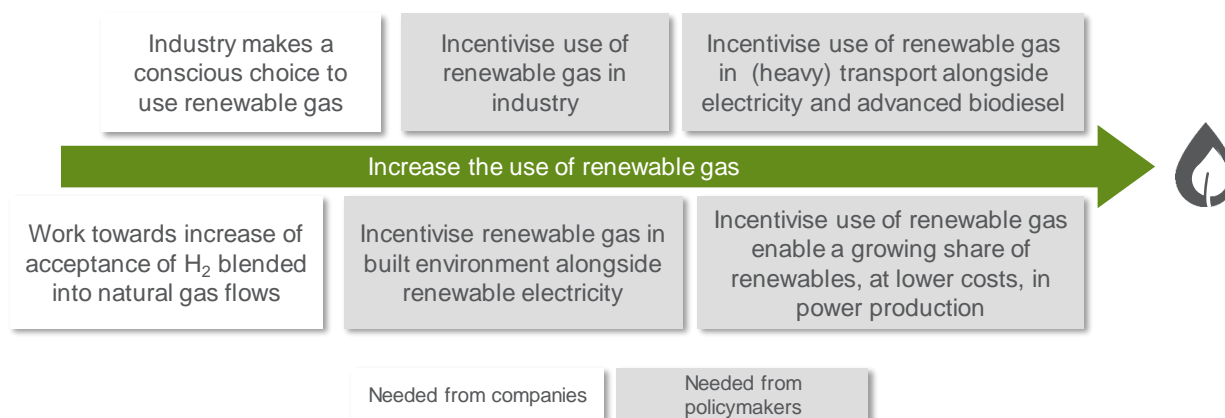 Industry makes a
conscious choice to
use renewable gas
Incentivise use of
renewable gas in
industry
Incentivise use of renewable gas
in (heavy) transport alongside
electricity and advanced biodiesel
Increase the use of renewable gas
Work towards increase of
acceptance of H₂ blended
into natural gas flows
Incentivise renewable gas in
built environment alongside
renewable electricity
Incentivise use of renewable gas
enable a growing share of
renewables, at lower costs, in
power production
Needed from companies
Needed from
policymakers